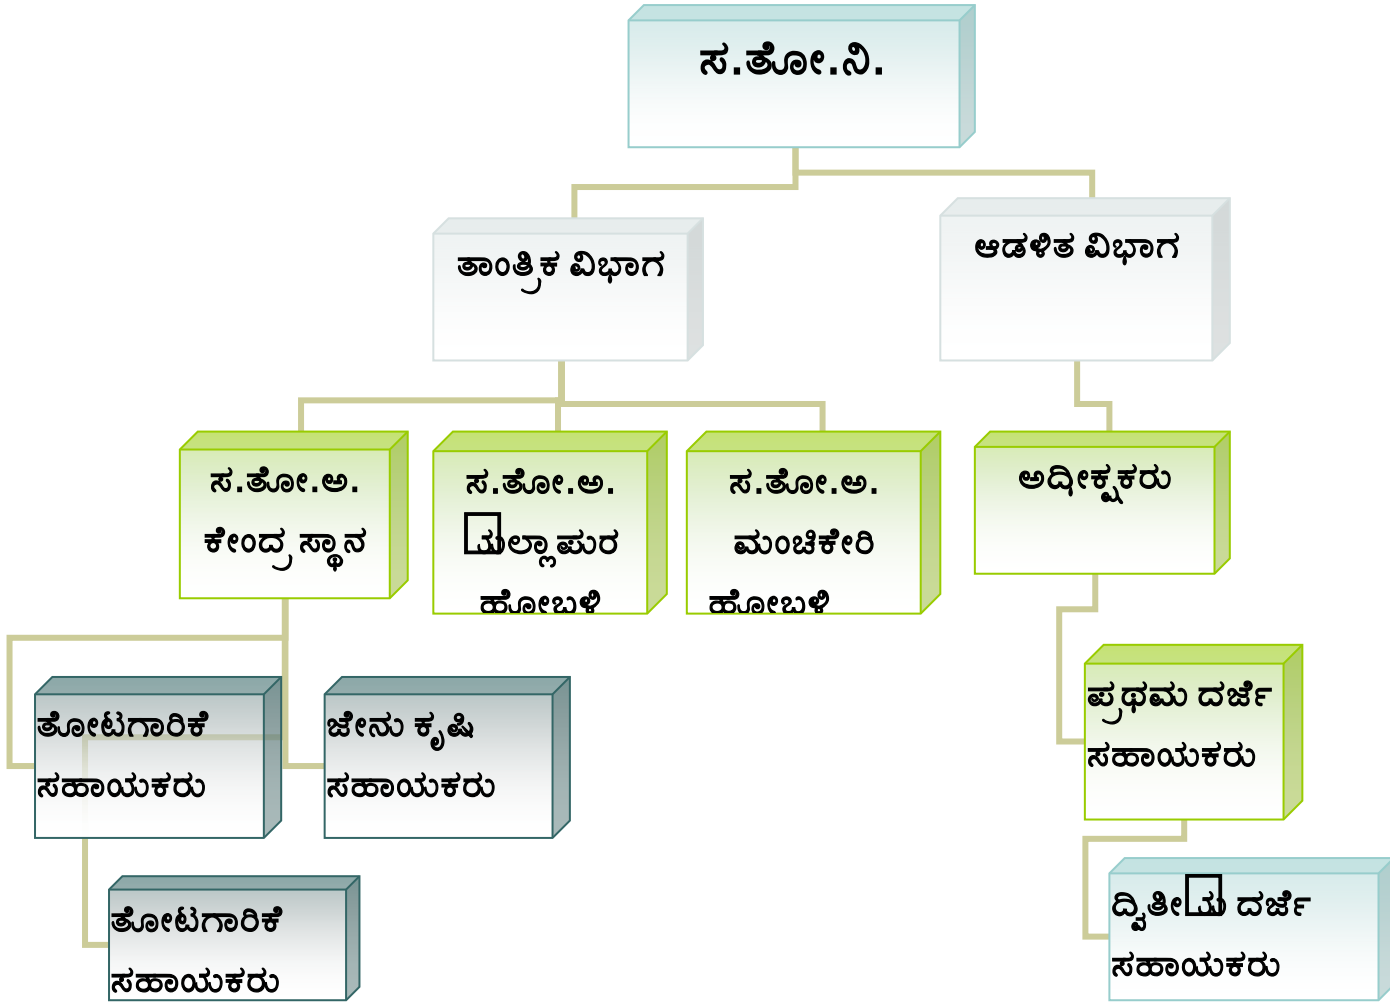 ಸ.ತೋ.ನಿ.
ತಾಂತ್ರಿಕ ವಿಭಾಗ
ಆಡಳಿತ ವಿಭಾಗ
ಸ.ತೋ.ಅ.
ಕೇಂದ್ರ ಸ್ಥಾನ
ಸ.ತೋ.ಅ.
ಯಲ್ಲಾಪುರ
ಹೋಬಳಿ
ಸ.ತೋ.ಅ.
ಮಂಚಿಕೇರಿ
ಹೋಬಳಿ
ಅಧೀಕ್ಷಕರು
ತೋಟಗಾರಿಕೆ
ಸಹಾಯಕರು
ಜೇನು ಕೃಷಿ
ಸಹಾಯಕರು
ಪ್ರಥಮ ದರ್ಜೆ
ಸಹಾಯಕರು
ತೋಟಗಾರಿಕೆ
ಸಹಾಯಕರು
ದ್ವಿತೀಯ ದರ್ಜೆ
ಸಹಾಯಕರು